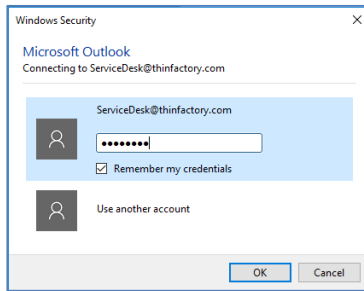 Windows Security
Microsoft Outlook
Connecting to ServiceDesk@thinfactory.com
ServiceDesk@thinfactory.com
••••••••
Remember my credentials
Use another account
OK Cancel